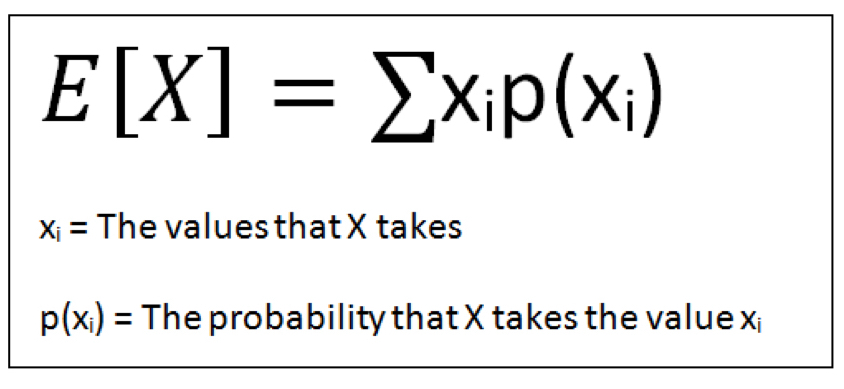 E[X] = ∑xᵢp(xᵢ)
xᵢ = The values that X takes
p(xᵢ) = The probability that X takes the value xᵢ